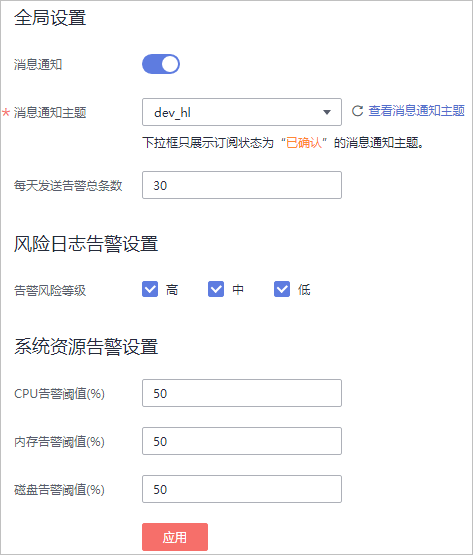 全局设置
消息通知
* 消息通知主题 dev_hl 查看消息通知主题
下拉框只展示订阅状态为“已确认”的消息通知主题。
每天发送告警总条数 30
风险日志告警设置
告警风险等级 高 中 低
系统资源告警设置
CPU告警阈值(%) 50
内存告警阈值(%) 50
磁盘告警阈值(%) 50
应用